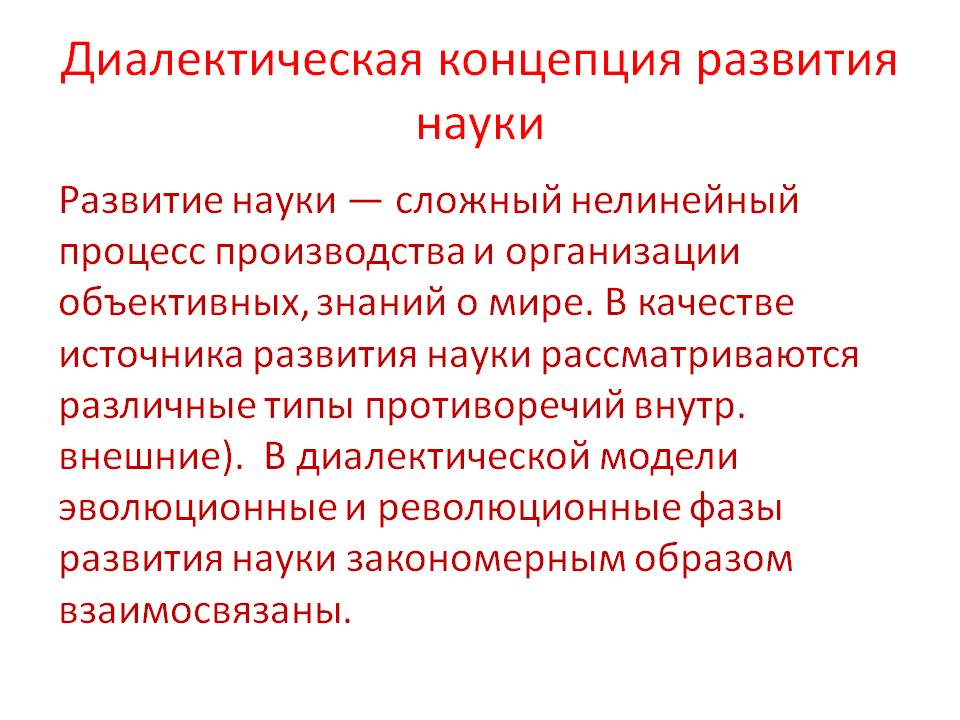 Диалектическая концепция развития
науки
Развитие науки — сложный нелинейный
процесс производства и организации
объективных, знаний о мире. В качестве
источника развития науки рассматриваются
различные типы противоречий внутр.
внешние).  В диалектической модели
эволюционные и революционные фазы
развития науки закономерным образом
взаимосвязаны.